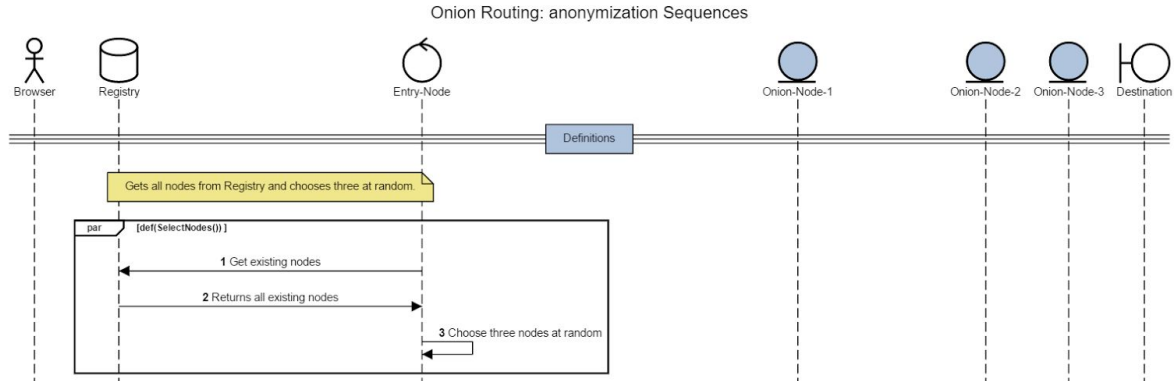 Onion Routing: anonymization Sequences
Browser
Registry
Entry-Node
Onion-Node-1
Onion-Node-2
Onion-Node-3
Destination
Definitions
Gets all nodes from Registry and chooses three at random.
par
[def(SelectNodes()) ]
1 Get existing nodes
2 Returns all existing nodes
3 Choose three nodes at random